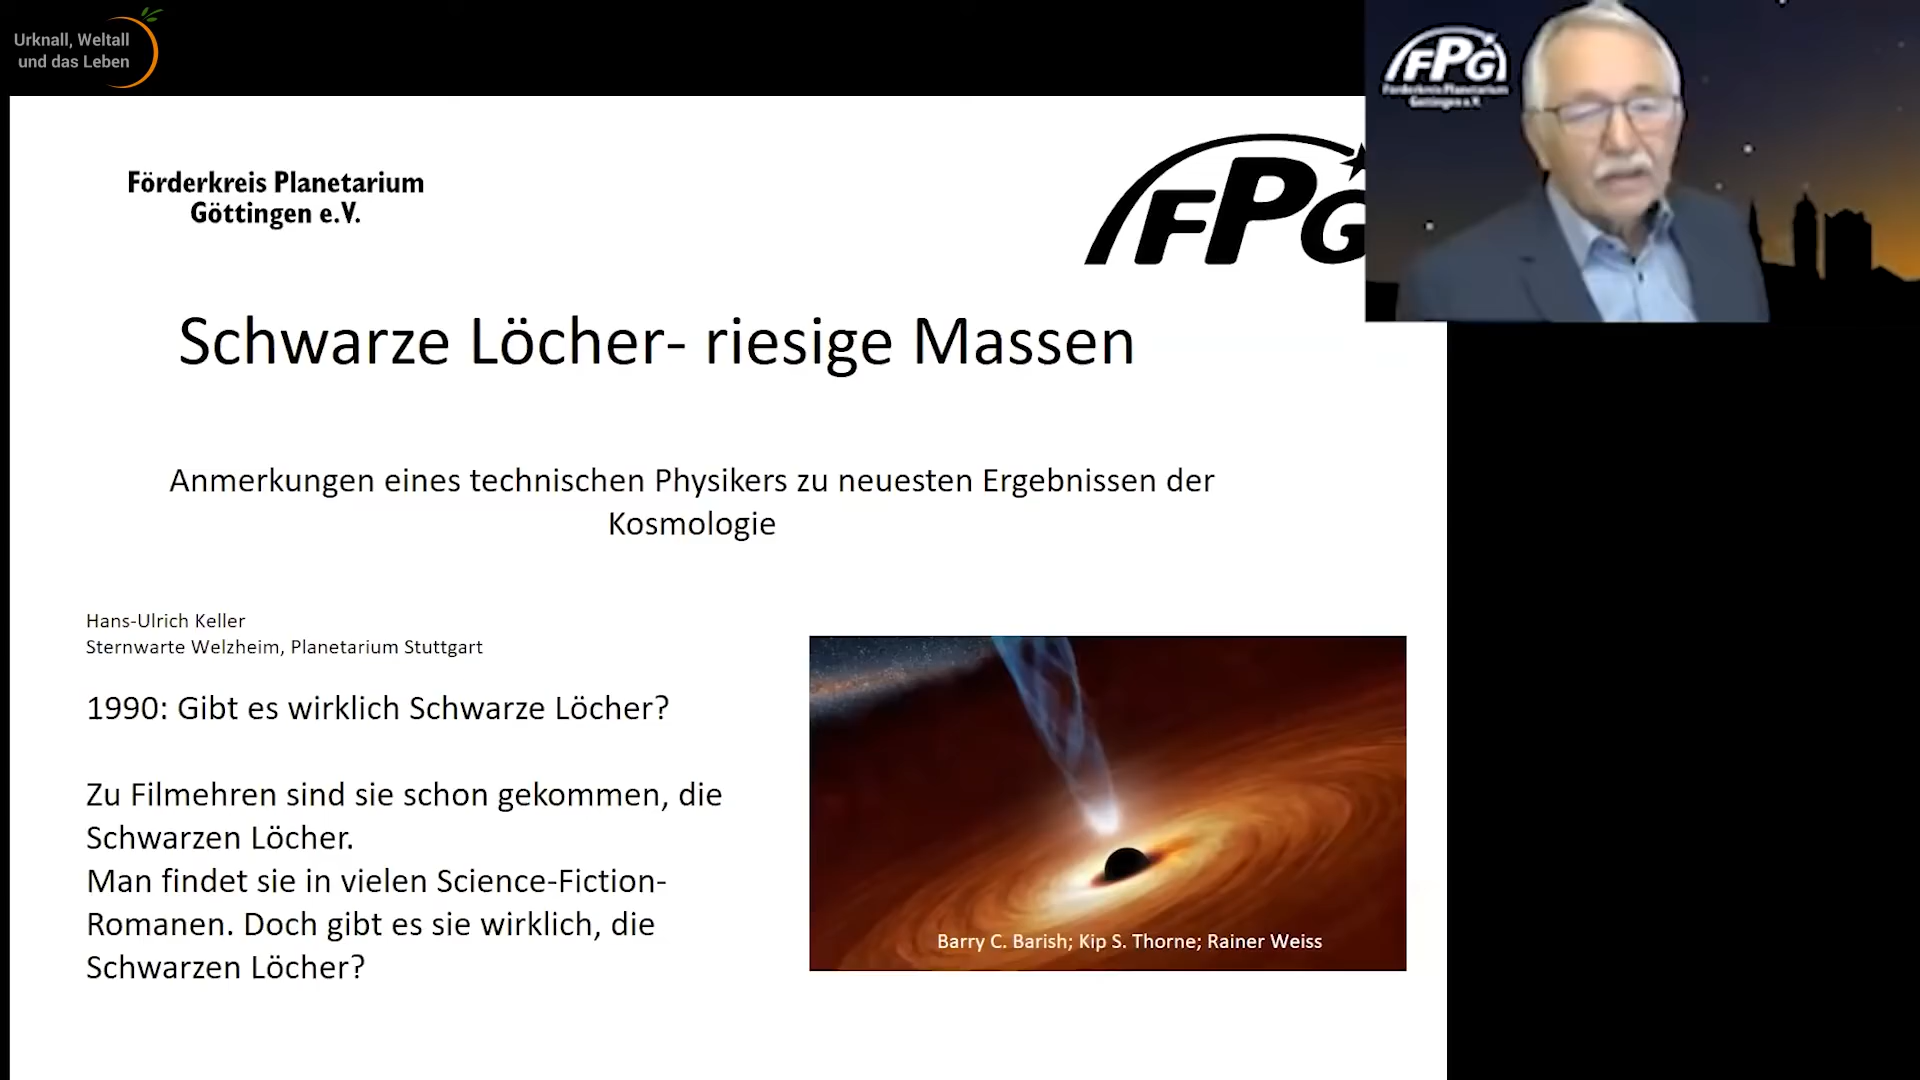 Urknall, Weltall
und das Leben
FPG
Förderkreis Planetarium
Göttingen e.V.
Förderkreis Planetarium
Göttingen e.V.
FPG
Schwarze Löcher- riesige Massen
Anmerkungen eines technischen Physikers zu neuesten Ergebnissen der
Kosmologie
Hans-Ulrich Keller
Sternwarte Welzheim, Planetarium Stuttgart
1990: Gibt es wirklich Schwarze Löcher?
Zu Filmehren sind sie schon gekommen, die
Schwarzen Löcher.
Man findet sie in vielen Science-Fiction-
Romanen. Doch gibt es sie wirklich, die
Schwarzen Löcher?
Barry C. Barish; Kip S. Thorne; Rainer Weiss